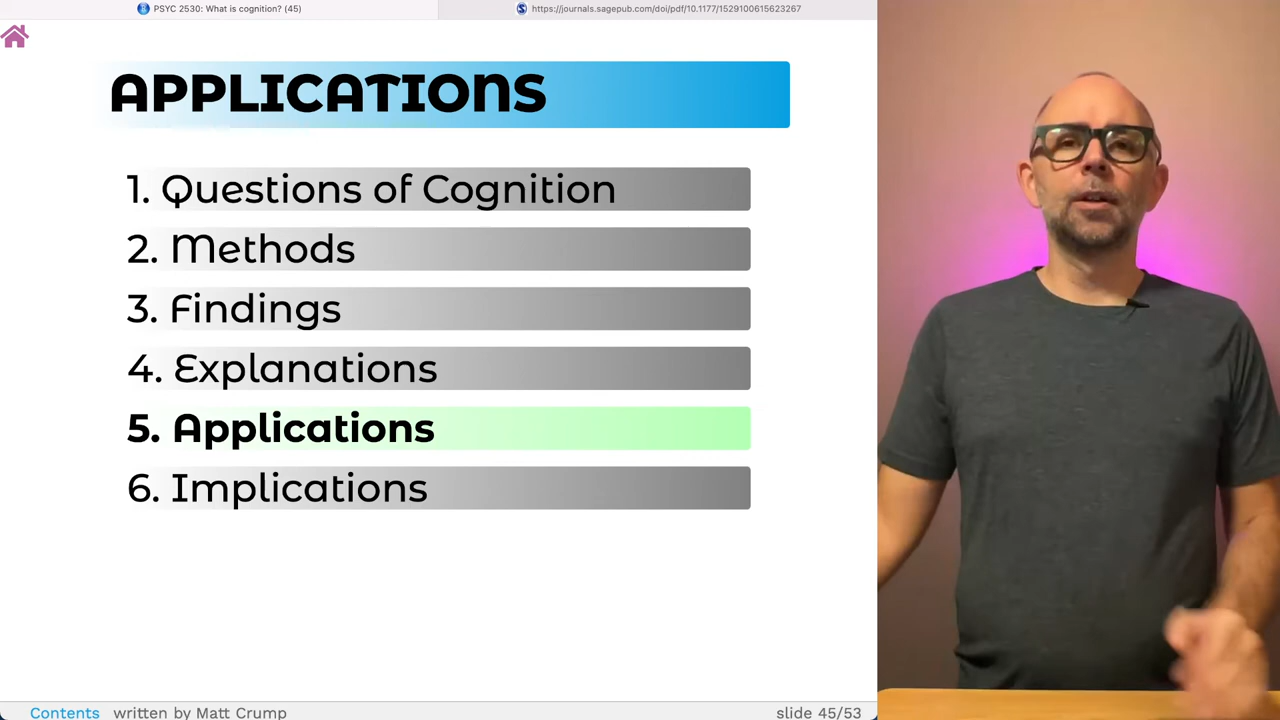 PSYC 2530: What is cognition? (45)
https://journals.sagepub.com/doi/pdf/10.1177/1529100615623267
APPLICATIONS
1. Questions of Cognition
2. Methods
3. Findings
4. Explanations
5. Applications
6. Implications
Contents written by Matt Crump
slide 45/53